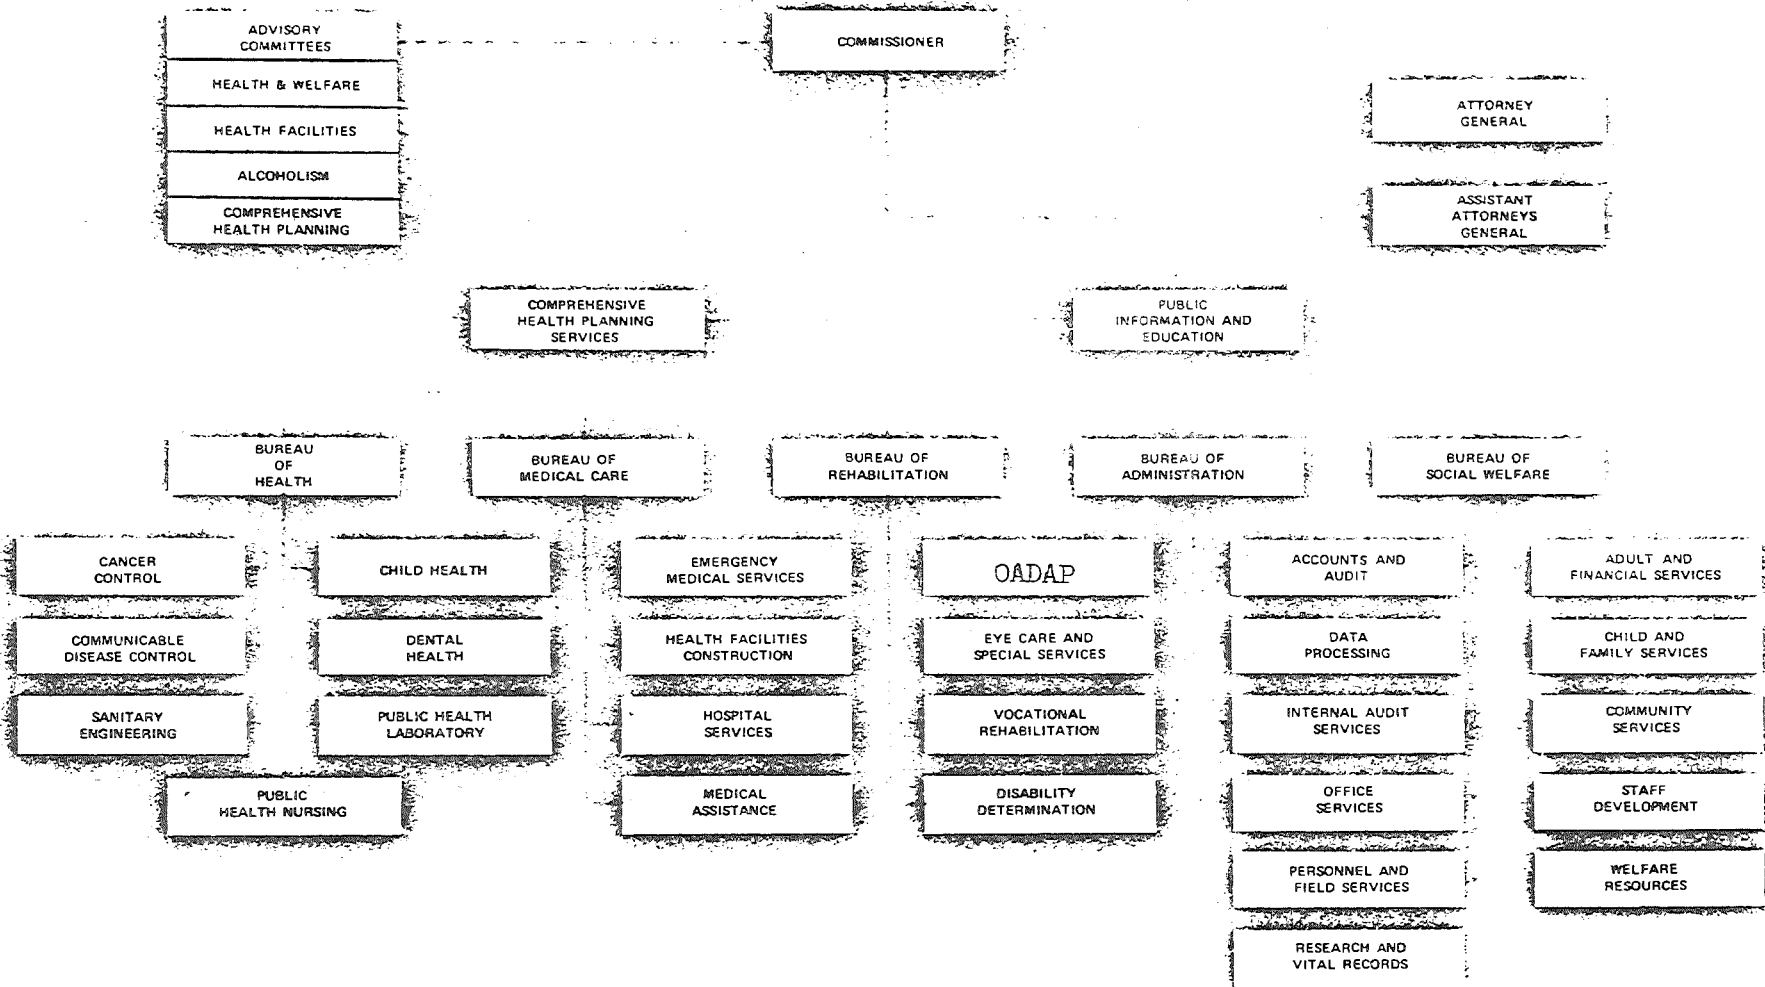 ADVISORY
COMMITTEES
HEALTH & WELFARE
HEALTH FACILITIES
ALCOHOLISM
COMPREHENSIVE
HEALTH PLANNING
COMMISSIONER
ATTORNEY
GENERAL
ASSISTANT
ATTORNEYS
GENERAL
COMPREHENSIVE
HEALTH PLANNING
SERVICES
PUBLIC
INFORMATION AND
EDUCATION
BUREAU
OF
HEALTH
BUREAU OF
MEDICAL CARE
BUREAU OF
REHABILITATION
BUREAU OF
ADMINISTRATION
BUREAU OF
SOCIAL WELFARE
CANCER
CONTROL
CHILD HEALTH
COMMUNICABLE
DISEASE CONTROL
DENTAL
HEALTH
SANITARY
ENGINEERING
PUBLIC HEALTH
LABORATORY
PUBLIC
HEALTH NURSING
EMERGENCY
MEDICAL SERVICES
HEALTH FACILITIES
CONSTRUCTION
HOSPITAL
SERVICES
MEDICAL
ASSISTANCE
OADAP
EYE CARE AND
SPECIAL SERVICES
VOCATIONAL
REHABILITATION
DISABILITY
DETERMINATION
ACCOUNTS AND
AUDIT
DATA
PROCESSING
INTERNAL AUDIT
SERVICES
OFFICE
SERVICES
PERSONNEL AND
FIELD SERVICES
RESEARCH AND
VITAL RECORDS
ADULT AND
FINANCIAL SERVICES
CHILD AND
FAMILY SERVICES
COMMUNITY
SERVICES
STAFF
DEVELOPMENT
WELFARE
RESOURCES